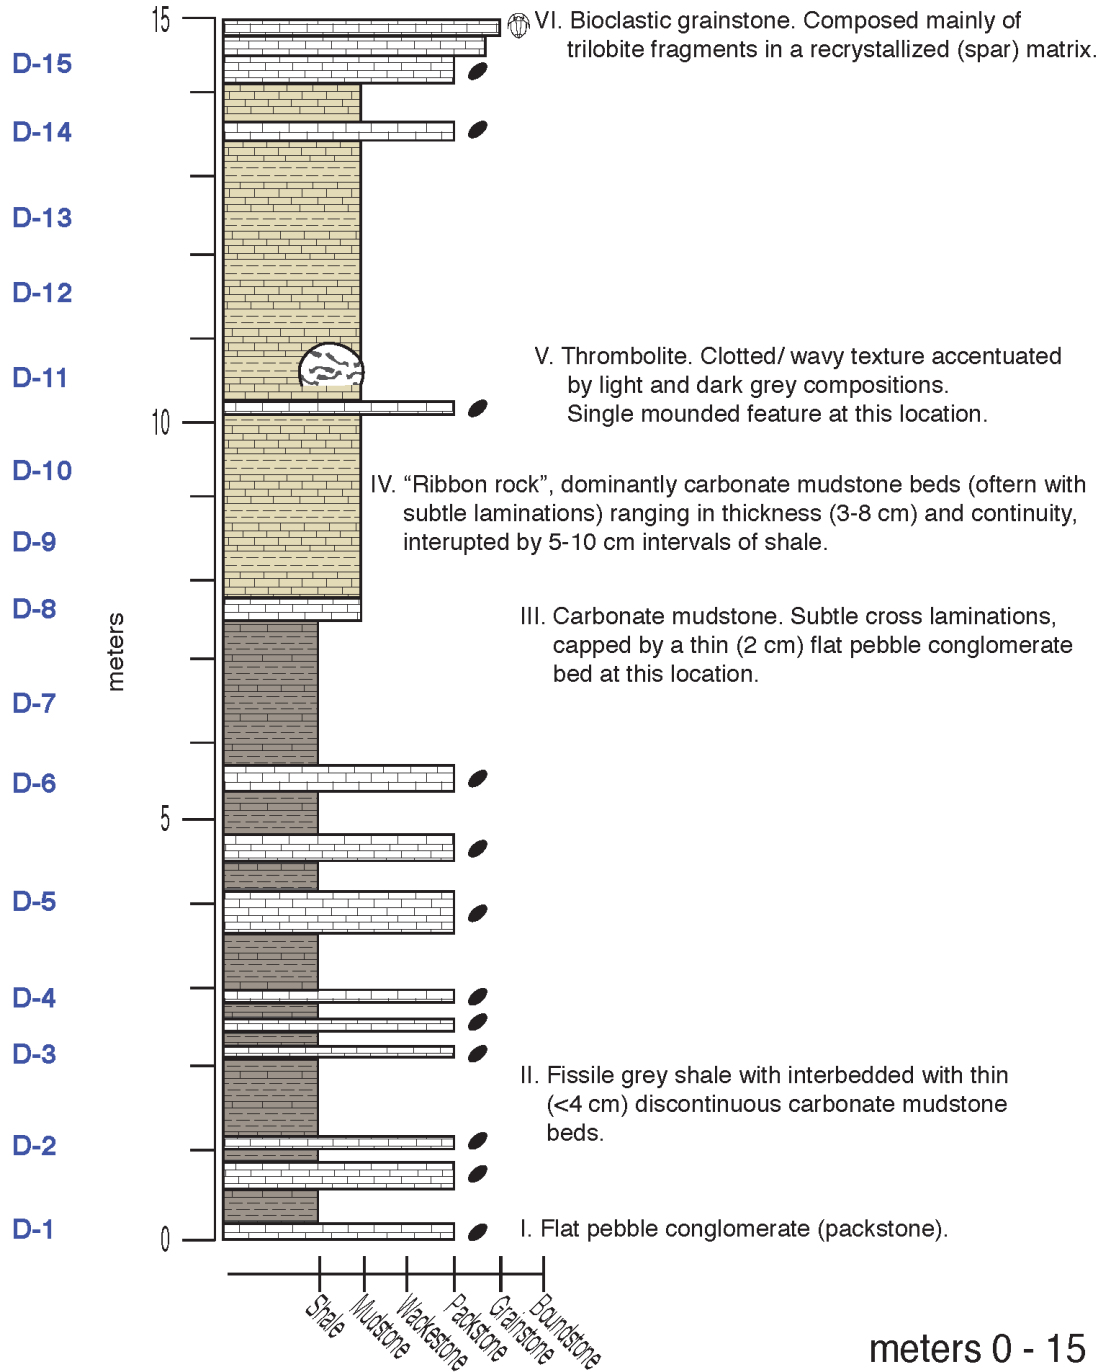 15
VI. Bioclastic grainstone. Composed mainly of
trilobite fragments in a recrystallized (spar) matrix.
D-15
D-14
D-13
D-12
V. Thrombolite. Clotted/ wavy texture accentuated
by light and dark grey compositions.
Single mounded feature at this location.
D-11
10
D-10
IV. “Ribbon rock”, dominantly carbonate mudstone beds (oftern with
subtle laminations) ranging in thickness (3-8 cm) and continuity,
interupted by 5-10 cm intervals of shale.
D-9
D-8
III. Carbonate mudstone. Subtle cross laminations,
capped by a thin (2 cm) flat pebble conglomerate
bed at this location.
meters
D-7
D-6
5
D-5
D-4
D-3
II. Fissile grey shale with interbedded with thin
(<4 cm) discontinuous carbonate mudstone
beds.
D-2
D-1
0
I. Flat pebble conglomerate (packstone).
Shale
Mudstone
Wackestone
Packstone
Grainstone
Boundstone
meters 0 - 15